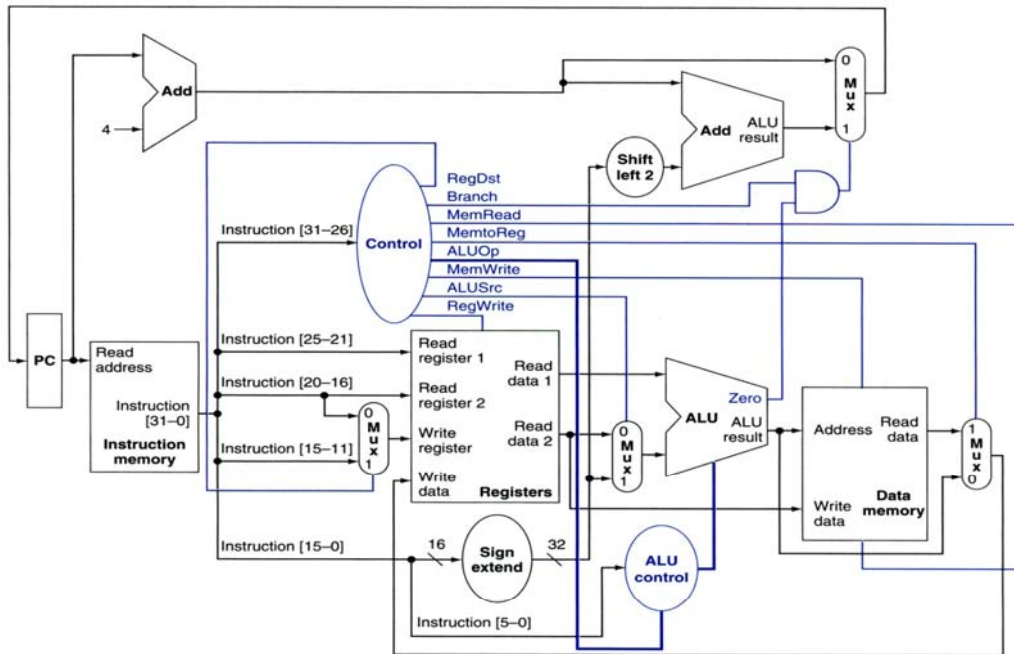 0
M
u
x
1
Add
4
Add
ALU
result
Shift
left 2
RegDst
Branch
MemRead
MemtoReg
ALUOp
MemWrite
ALUSrc
RegWrite
Control
Instruction [31–26]
Instruction [25–21]
Instruction [20–16]
Instruction [15–11]
Instruction [15–0]
Instruction [5–0]
PC
Read
address
Instruction
[31–0]
Instruction
memory
0
M
u
x
1
Read
register 1
Read
register 2
Write
register
Write
data
Read
data 1
Read
data 2
Registers
16
Sign
extend
32
0
M
u
x
1
Zero
ALU
ALU
result
ALU
control
Address
Read
data
Write
data
Data
memory
1
M
u
x
0